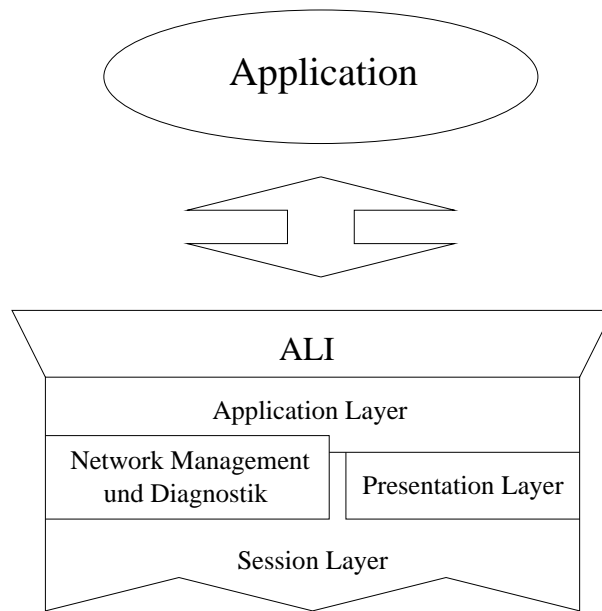 Application
ALI
Application Layer
Network Management
und Diagnostik
Presentation Layer
Session Layer